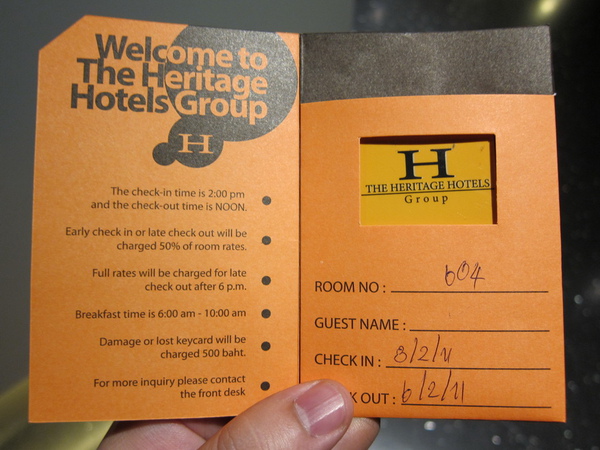 Welcome to
The Heritage
Hotels Group
H
The check-in time is 2:00 pm
and the check-out time is NOON.
Early check in or late check out will be
charged 50% of room rates.
Full rates will be charged for late
check out after 6 p.m.
Breakfast time is 6:00 am - 10:00 am
Damage or lost keycard will be
charged 500 baht.
For more inquiry please contact
the front desk
H
THE HERITAGE HOTELS
Group
ROOM NO : 604
GUEST NAME :
CHECK IN : 3/2/11
K OUT : 6/2/11